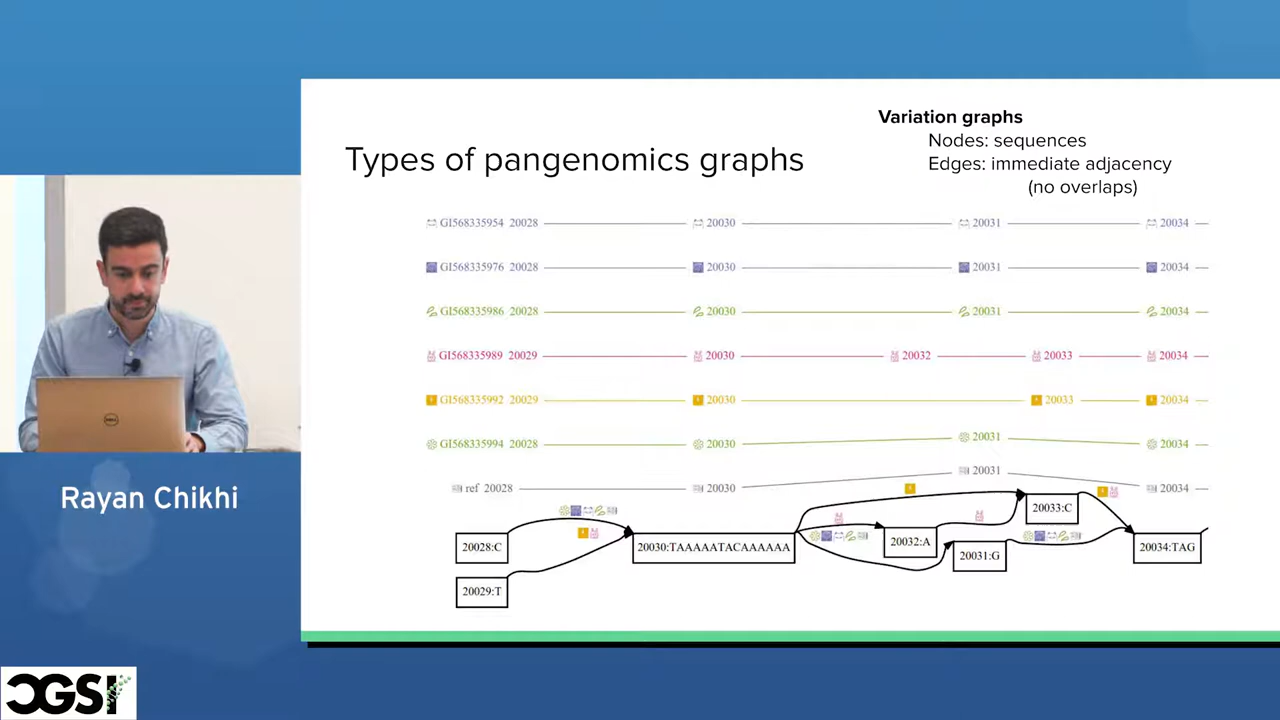 Variation graphs
Nodes: sequences
Edges: immediate adjacency
(no overlaps)
Types of pangenomics graphs
GI568335954 20028 20030 20031 20034
GI568335976 20028 20030 20031 20034
GI568335986 20028 20030 20031 20034
GI568335989 20029 20030 20032 20033 20034
GI568335992 20029 20030 20033 20034
GI568335994 20028 20030 20031 20034
ref 20028 20030 20031 20034
20033:C
20028:C 20030:TAAAAATACAAAAAA 20032:A 20031:G 20034:TAG
20029:T
Rayan Chikhi
DELL
CGSI